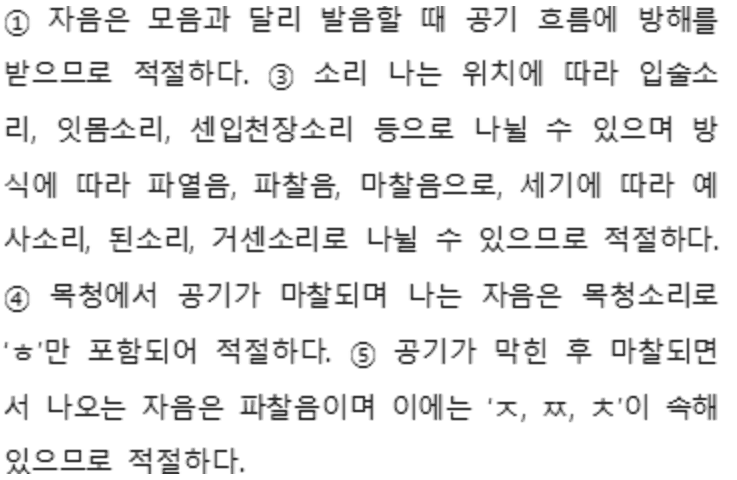 ① 자음은 모음과 달리 발음할 때 공기 흐름에 방해를
받으므로 적절하다. ③ 소리 나는 위치에 따라 입술소
리, 잇몸소리, 센입천장소리 등으로 나뉠 수 있으며 방
식에 따라 파열음, 파찰음, 마찰음으로, 세기에 따라 예
사소리, 된소리, 거센소리로 나뉠 수 있으므로 적절하다.
④ 목청에서 공기가 마찰되며 나는 자음은 목청소리로
‘ㅎ’만 포함되어 적절하다. ⑤ 공기가 막힌 후 마찰되면
서 나오는 자음은 파찰음이며 이에는 ‘ㅈ, ㅉ, ㅊ’이 속해
있으므로 적절하다.